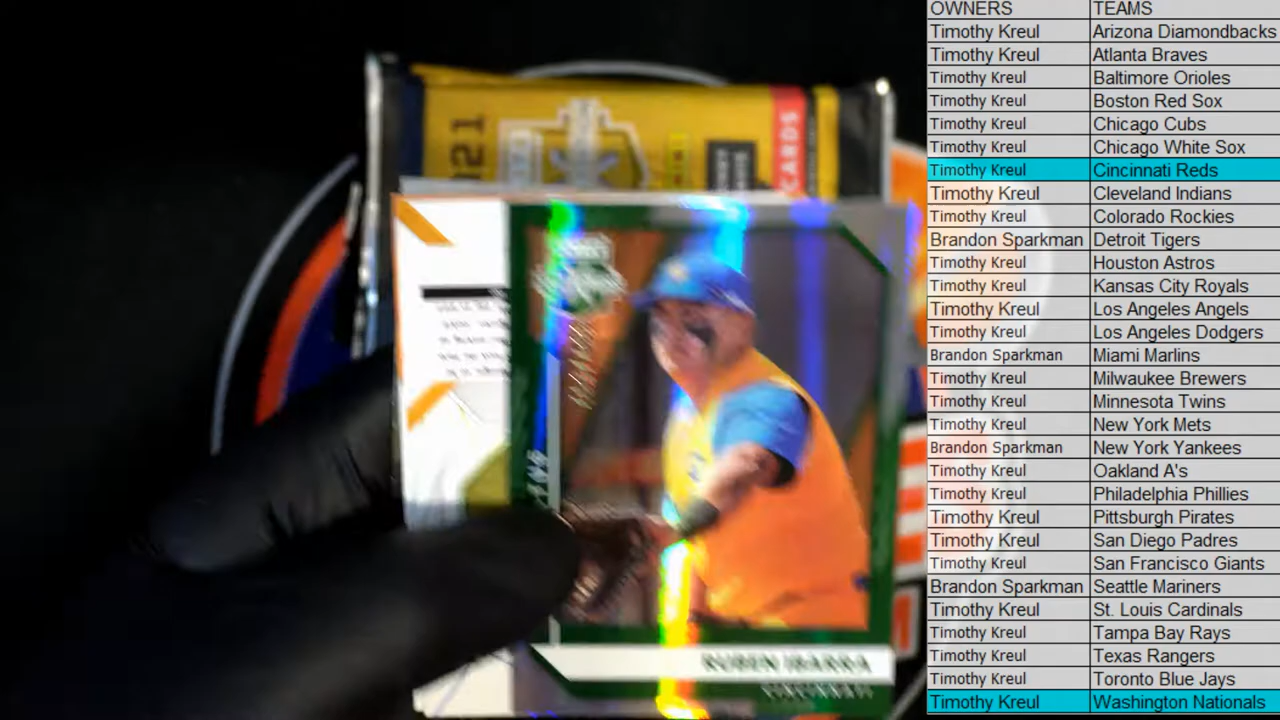 21
CARDS
RUBEN IBARRA
CINCINNATI
OWNERS TEAMS
Timothy Kreul Arizona Diamondbacks
Timothy Kreul Atlanta Braves
Timothy Kreul Baltimore Orioles
Timothy Kreul Boston Red Sox
Timothy Kreul Chicago Cubs
Timothy Kreul Chicago White Sox
Timothy Kreul Cincinnati Reds
Timothy Kreul Cleveland Indians
Timothy Kreul Colorado Rockies
Brandon Sparkman Detroit Tigers
Timothy Kreul Houston Astros
Timothy Kreul Kansas City Royals
Timothy Kreul Los Angeles Angels
Timothy Kreul Los Angeles Dodgers
Brandon Sparkman Miami Marlins
Timothy Kreul Milwaukee Brewers
Timothy Kreul Minnesota Twins
Timothy Kreul New York Mets
Brandon Sparkman New York Yankees
Timothy Kreul Oakland A's
Timothy Kreul Philadelphia Phillies
Timothy Kreul Pittsburgh Pirates
Timothy Kreul San Diego Padres
Timothy Kreul San Francisco Giants
Brandon Sparkman Seattle Mariners
Timothy Kreul St. Louis Cardinals
Timothy Kreul Tampa Bay Rays
Timothy Kreul Texas Rangers
Timothy Kreul Toronto Blue Jays
Timothy Kreul Washington Nationals